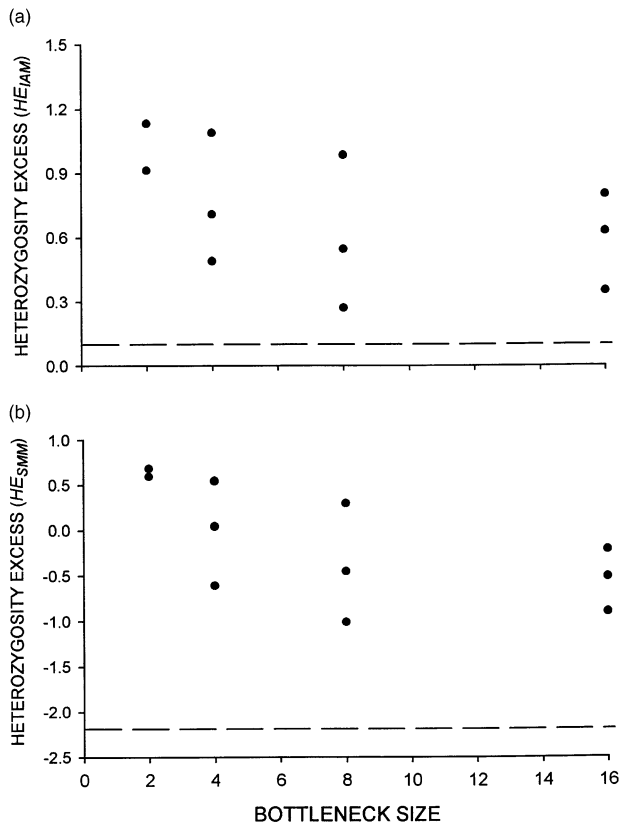 (a)
HETEROZYGOSITY EXCESS (HE_IAM)
1.5
1.2
0.9
0.6
0.3
0.0
(b)
HETEROZYGOSITY EXCESS (HE_SMM)
1.0
0.5
0.0
-0.5
-1.0
-1.5
-2.0
-2.5
0 2 4 6 8 10 12 14 16
BOTTLENECK SIZE